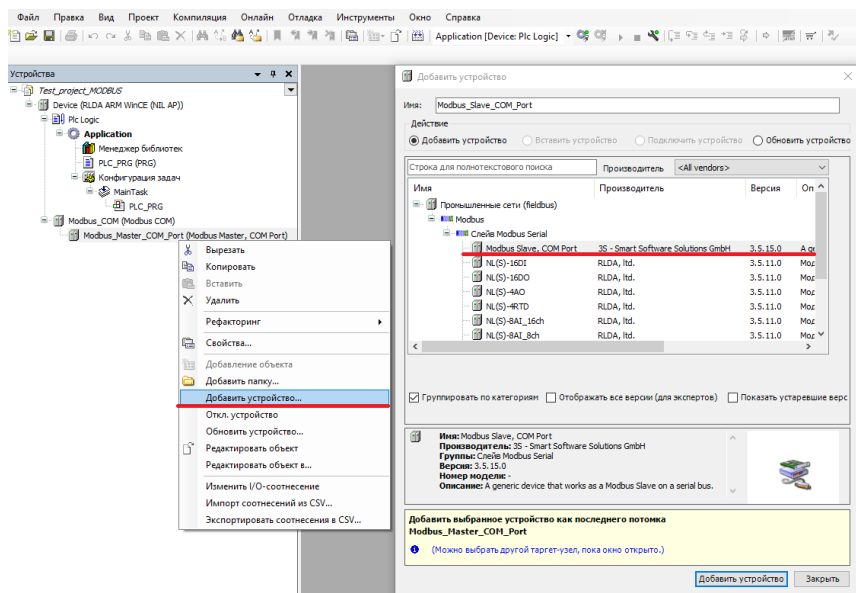 Файл Правка Вид Проект Компиляция Онлайн Отладка Инструменты Окно Справка
Application [Device: Plc Logic]
Устройства
Test_project_MODBUS
Device (RLDA ARM WinCE (NIL AP))
Plc Logic
Application
Менеджер библиотек
PLC_PRG (PRG)
Конфигурация задач
MainTask
PLC_PRG
Modbus_COM (Modbus COM)
Modbus_Master_COM_Port (Modbus Master, COM Port)
Вырезать
Копировать
Вставить
Удалить
Рефакторинг
Свойства...
Добавление объекта
Добавить папку...
Добавить устройство...
Откл. устройство
Обновить устройство...
Редактировать объект
Редактировать объект в...
Изменить I/O-соотнесение
Импорт соотнесений из CSV...
Экспортировать соотнесения в CSV...
Добавить устройство
Имя: Modbus_Slave_COM_Port
Действие
Добавить устройство Вставить устройство Подключить устройство Обновить устройство
Строка для полнотекстового поиска Производитель <All vendors>
Имя Производитель Версия Оп
Промышленные сети (fieldbus)
Modbus
Слейв Modbus Serial
Modbus Slave, COM Port 3S - Smart Software Solutions GmbH 3.5.15.0 A ge
NL(S)-16DI RLDA, ltd. 3.5.11.0 Мод
NL(S)-16DO RLDA, ltd. 3.5.11.0 Мод
NL(S)-4AO RLDA, ltd. 3.5.11.0 Мод
NL(S)-4RTD RLDA, ltd. 3.5.11.0 Мод
NL(S)-8AI_16ch RLDA, ltd. 3.5.11.0 Мод
NL(S)-8AI_8ch RLDA, ltd. 3.5.11.0 Мод
Группировать по категориям Отображать все версии (для экспертов) Показать устаревшие верс
Имя: Modbus Slave, COM Port
Производитель: 3S - Smart Software Solutions GmbH
Группы: Слейв Modbus Serial
Версия: 3.5.15.0
Номер модели: -
Описание: A generic device that works as a Modbus Slave on a serial bus.
Добавить выбранное устройство как последнего потомка
Modbus_Master_COM_Port
(Можно выбрать другой таргет-узел, пока окно открыто.)
Добавить устройство Закрыть